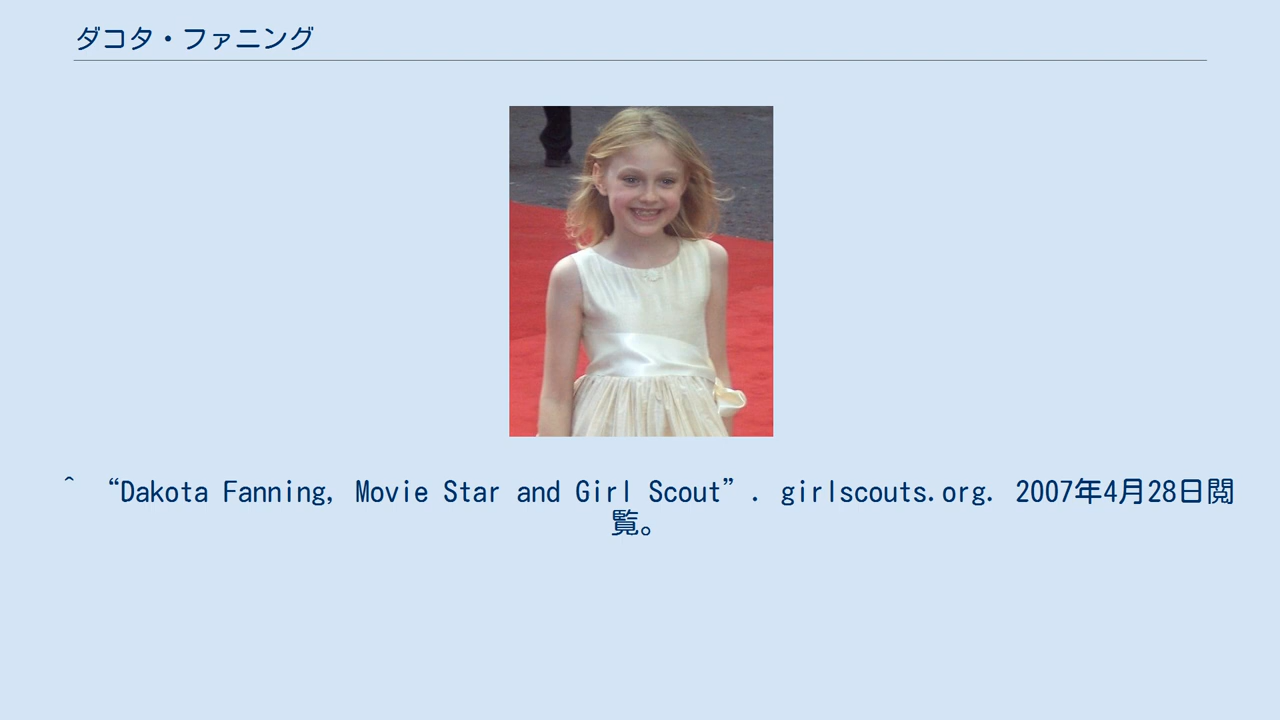 ダコタ・ファニング
^ “Dakota Fanning, Movie Star and Girl Scout”. girlscouts.org. 2007年4月28日閲
覧。